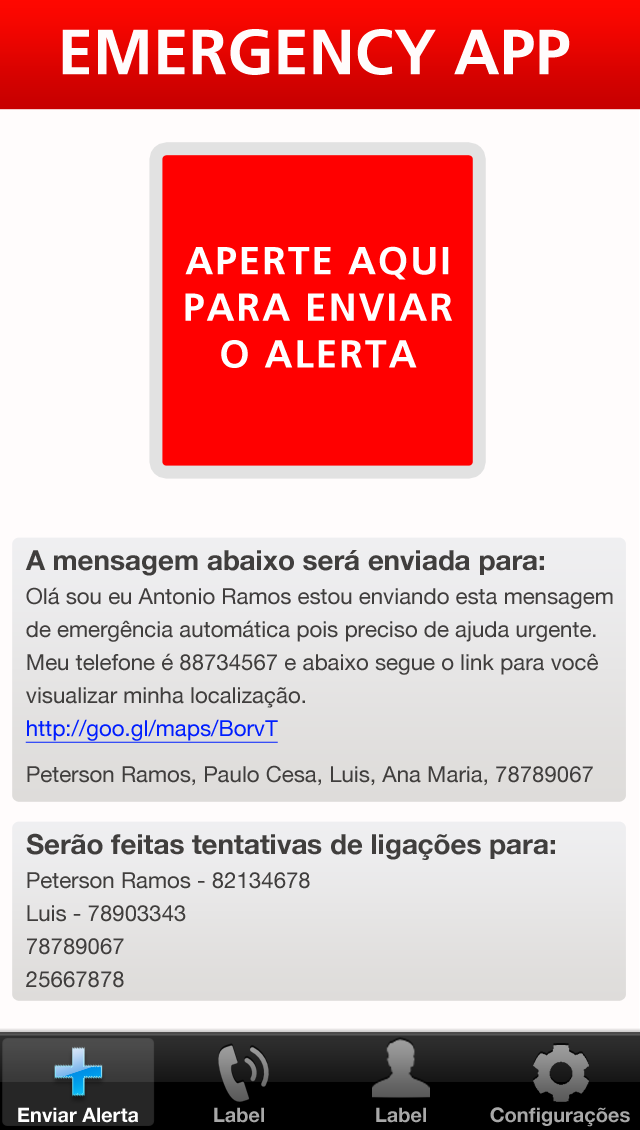 EMERGENCY APP
APERTE AQUI
PARA ENVIAR
O ALERTA
A mensagem abaixo será enviada para:
Olá sou eu Antonio Ramos estou enviando esta mensagem
de emergência automática pois preciso de ajuda urgente.
Meu telefone é 88734567 e abaixo segue o link para você
visualizar minha localização.
http://goo.gl/maps/BorvT
Peterson Ramos, Paulo Cesa, Luis, Ana Maria, 78789067
Serão feitas tentativas de ligações para:
Peterson Ramos - 82134678
Luis - 78903343
78789067
25667878
Enviar Alerta Label Label Configurações